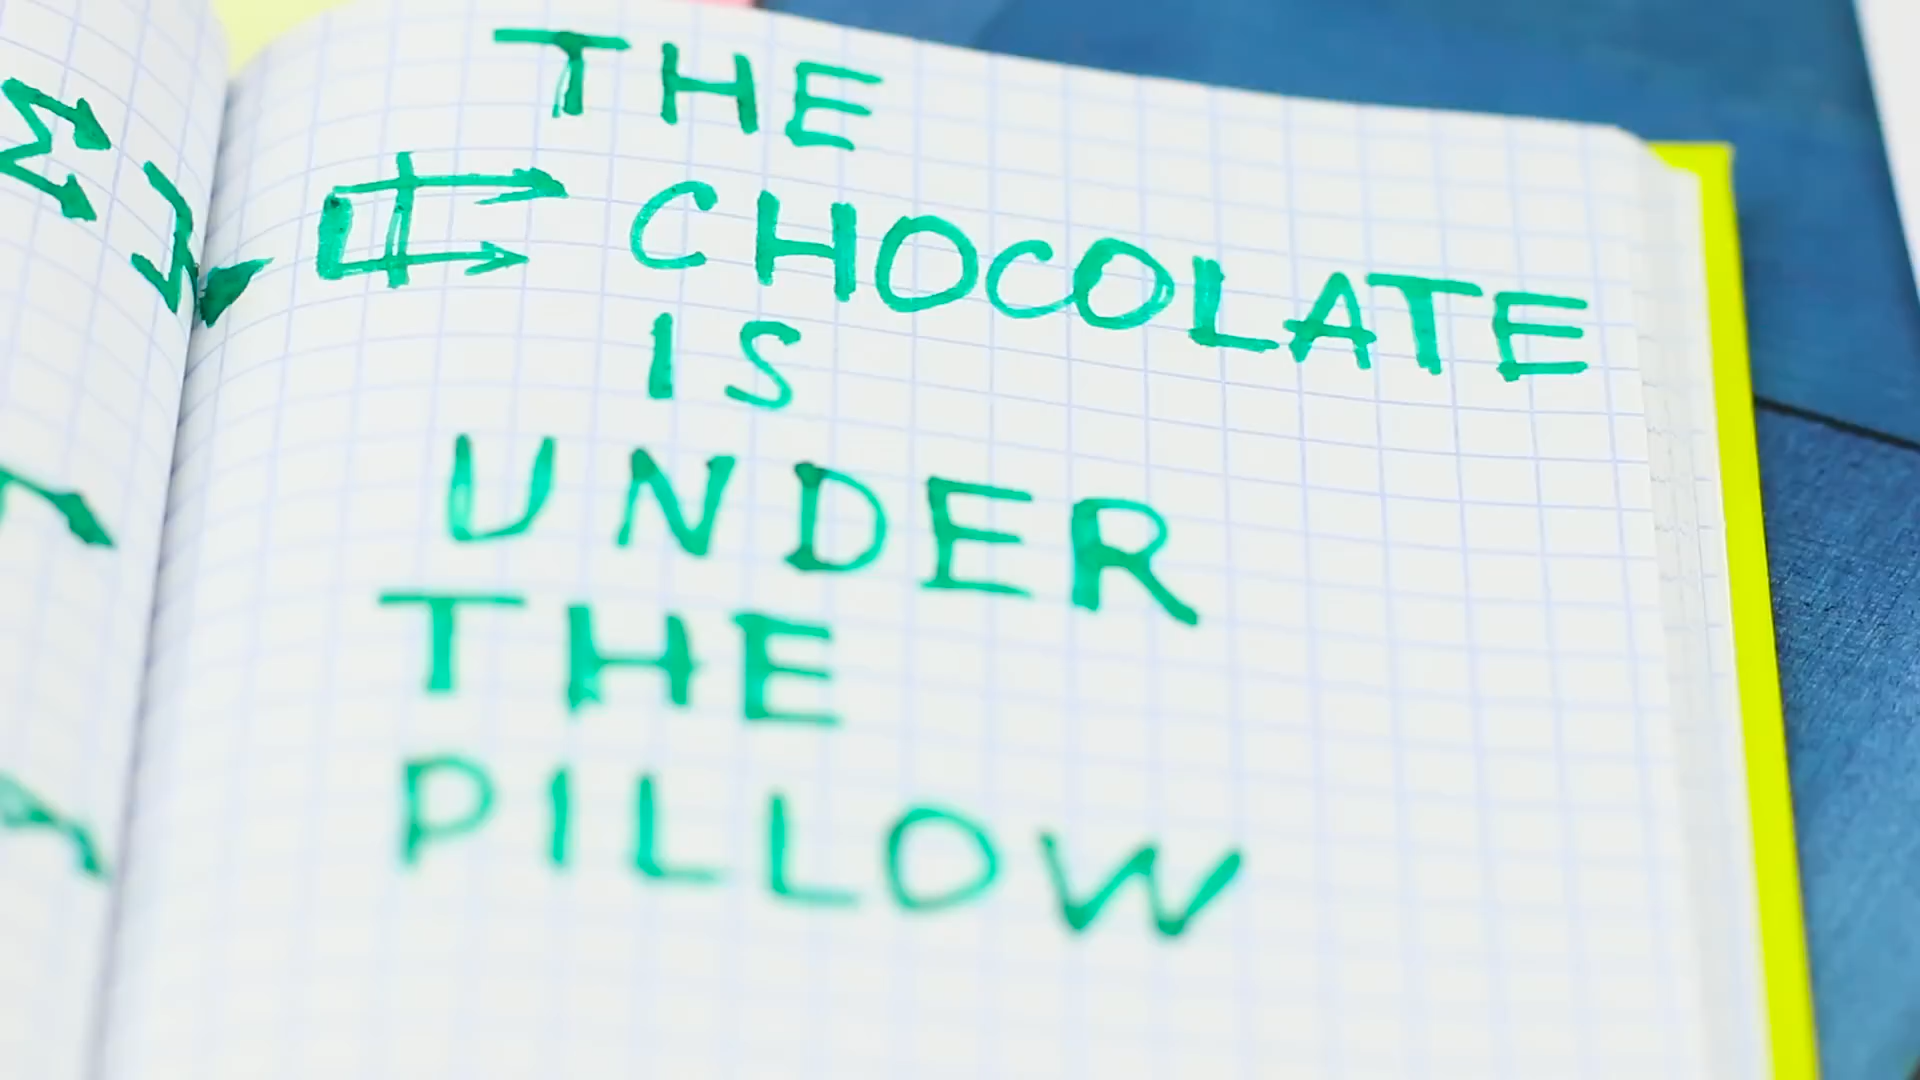 THE
CHOCOLATE
IS
UNDER
THE
PILLOW